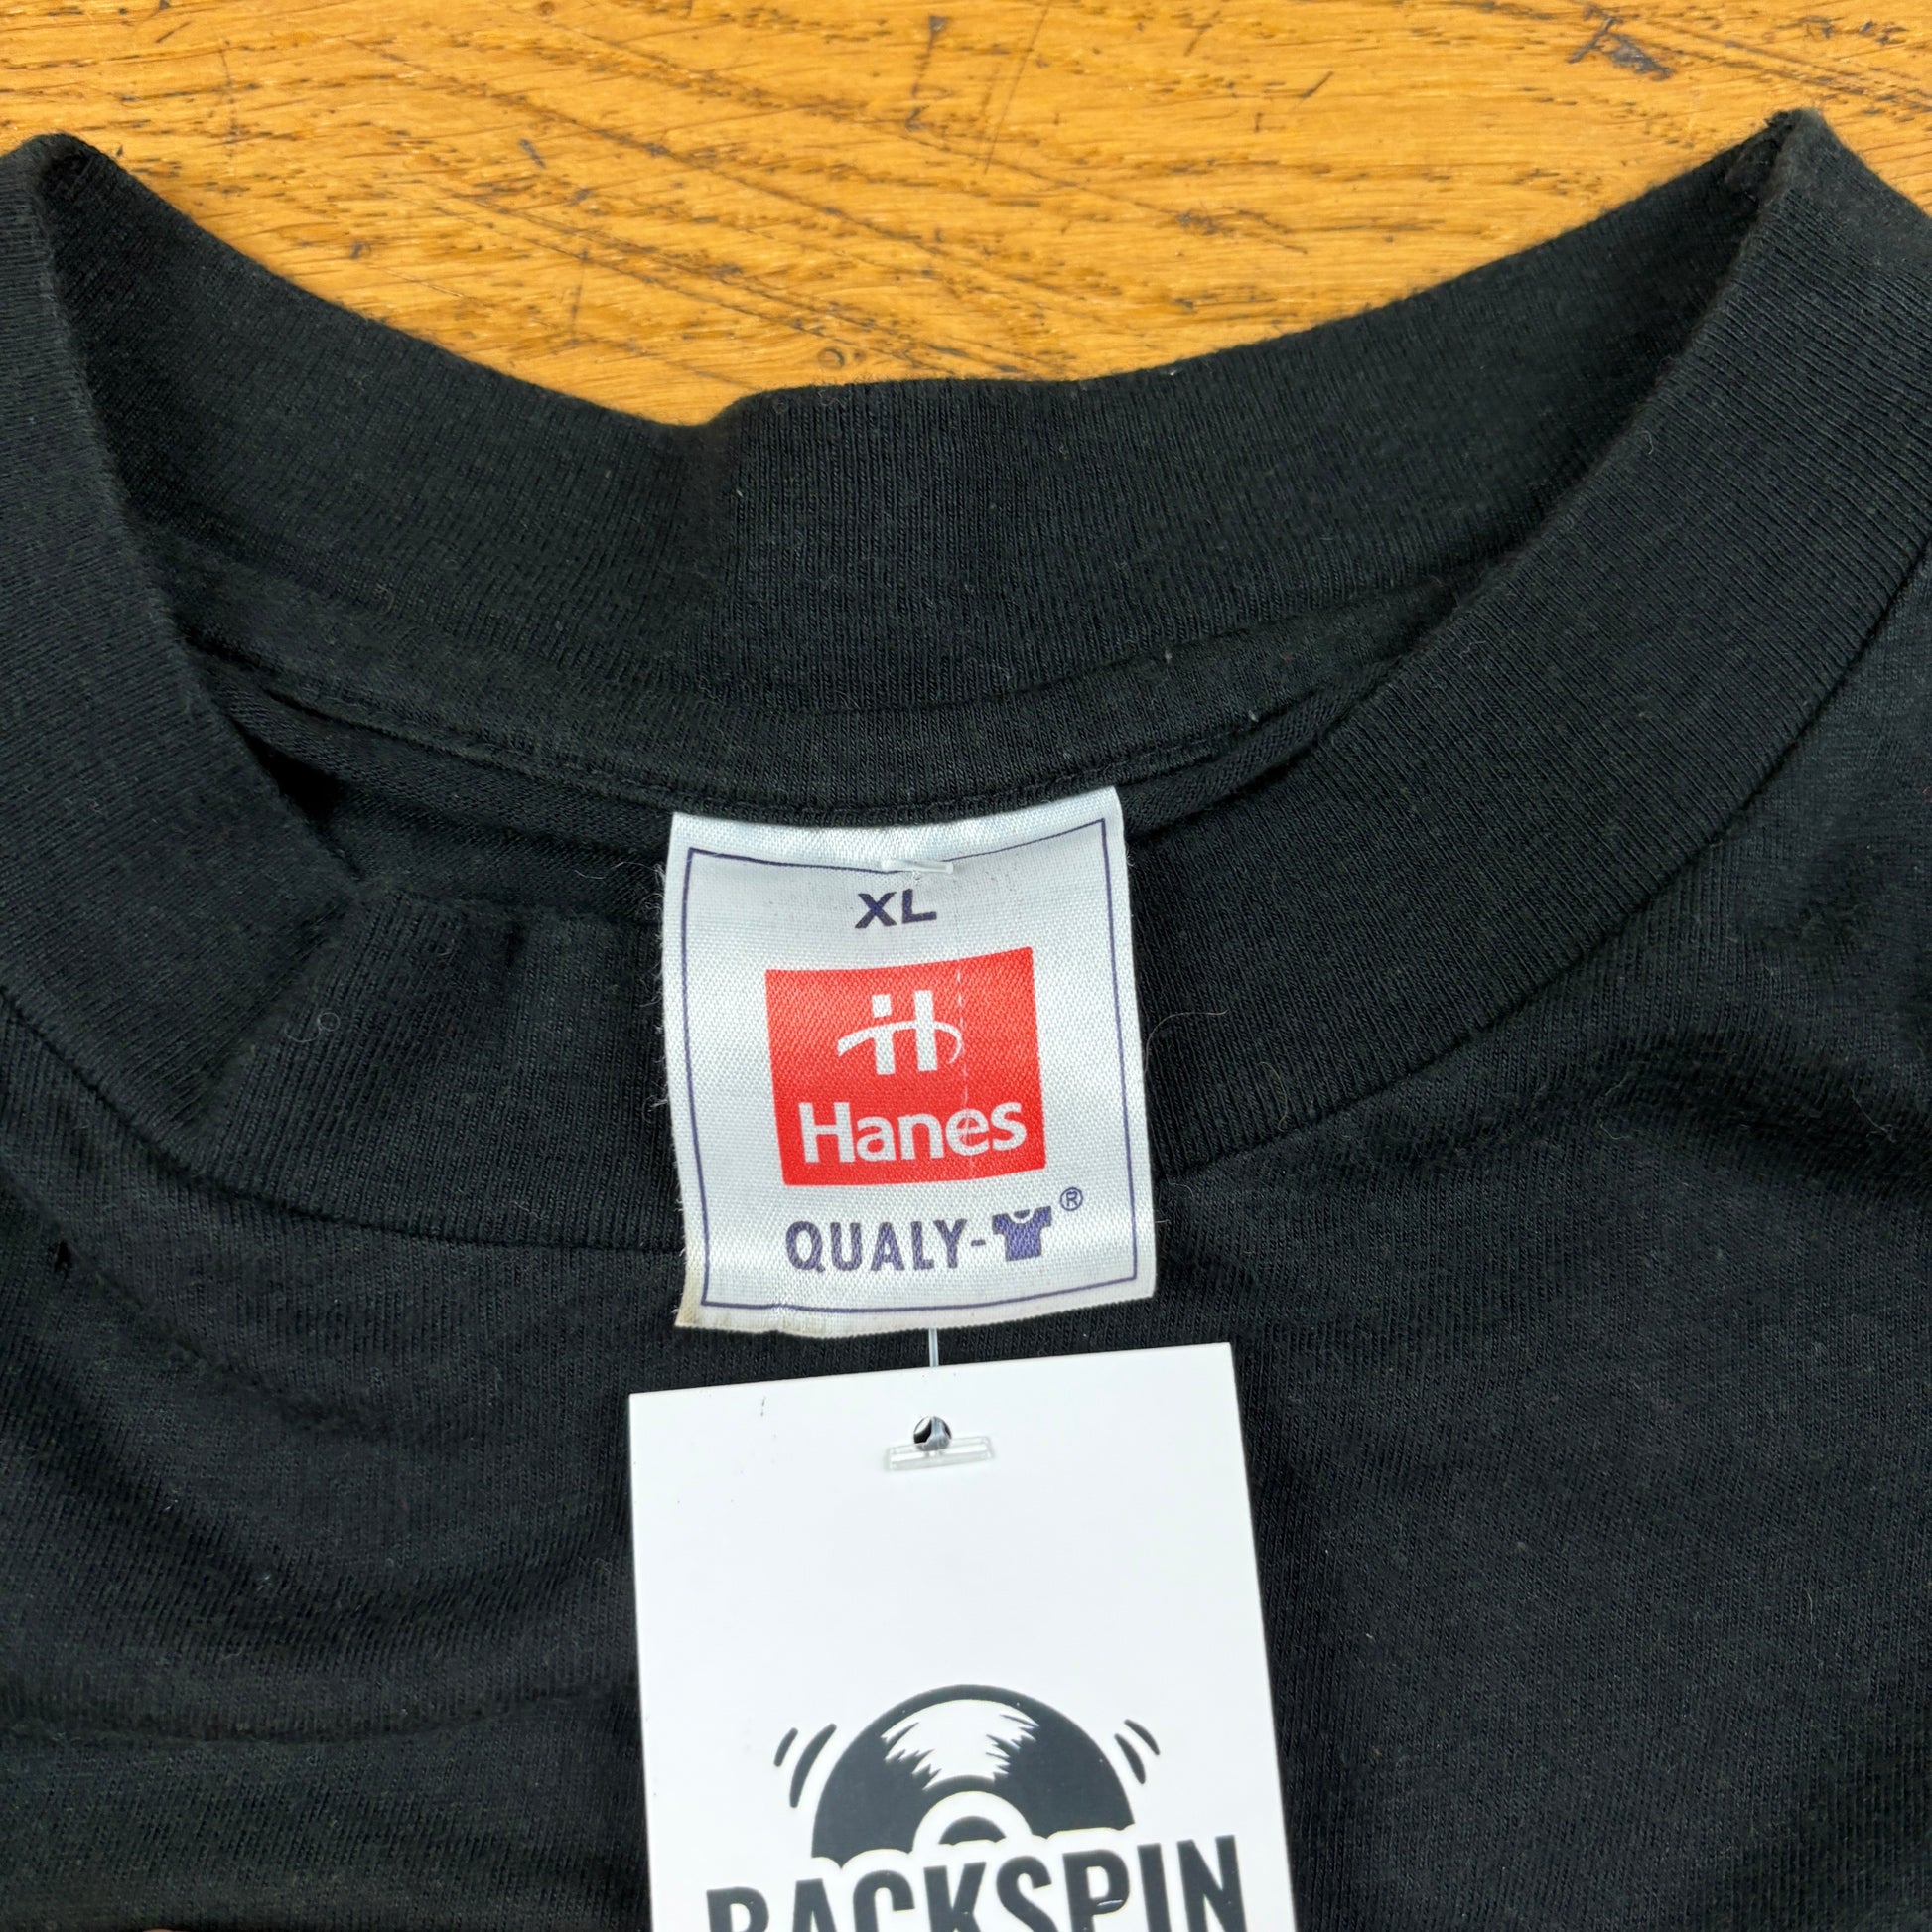 XL
Hanes
QUALY-®
BACKSPIN